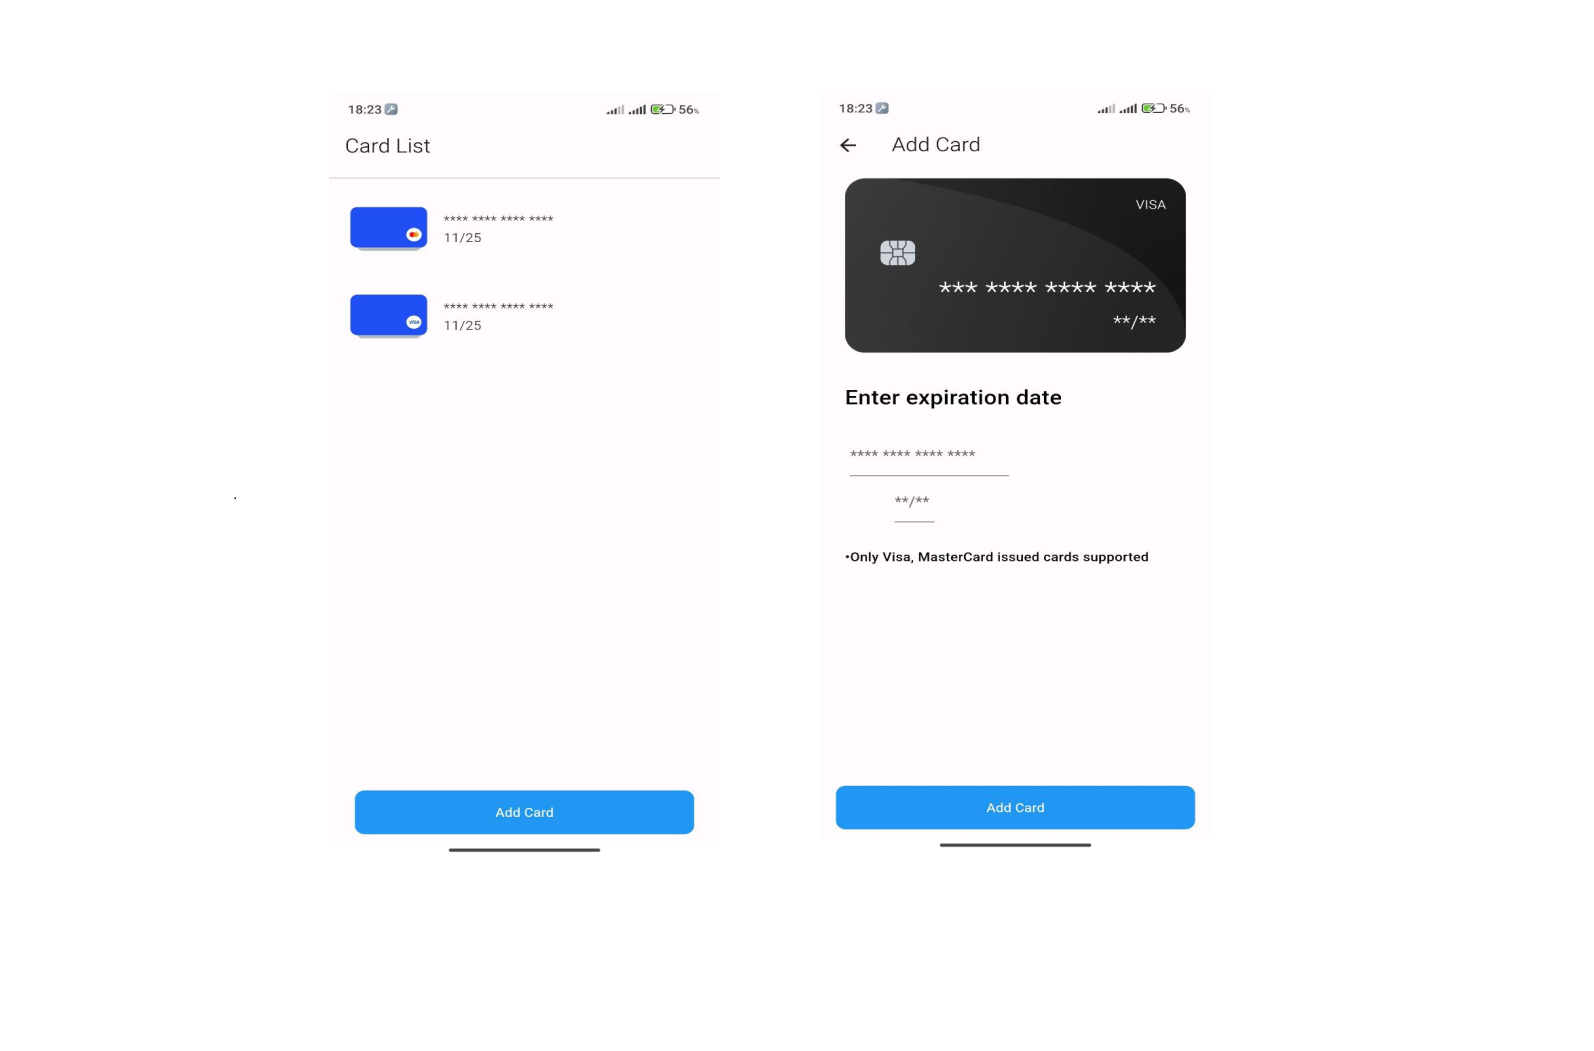 18:23
56%
Card List
**** **** **** ****
11/25
**** **** **** ****
VISA
11/25
Add Card
18:23
56%
Add Card
VISA
*** **** **** ****
**/**
Enter expiration date
**** **** **** ****
**/**
•Only Visa, MasterCard issued cards supported
Add Card